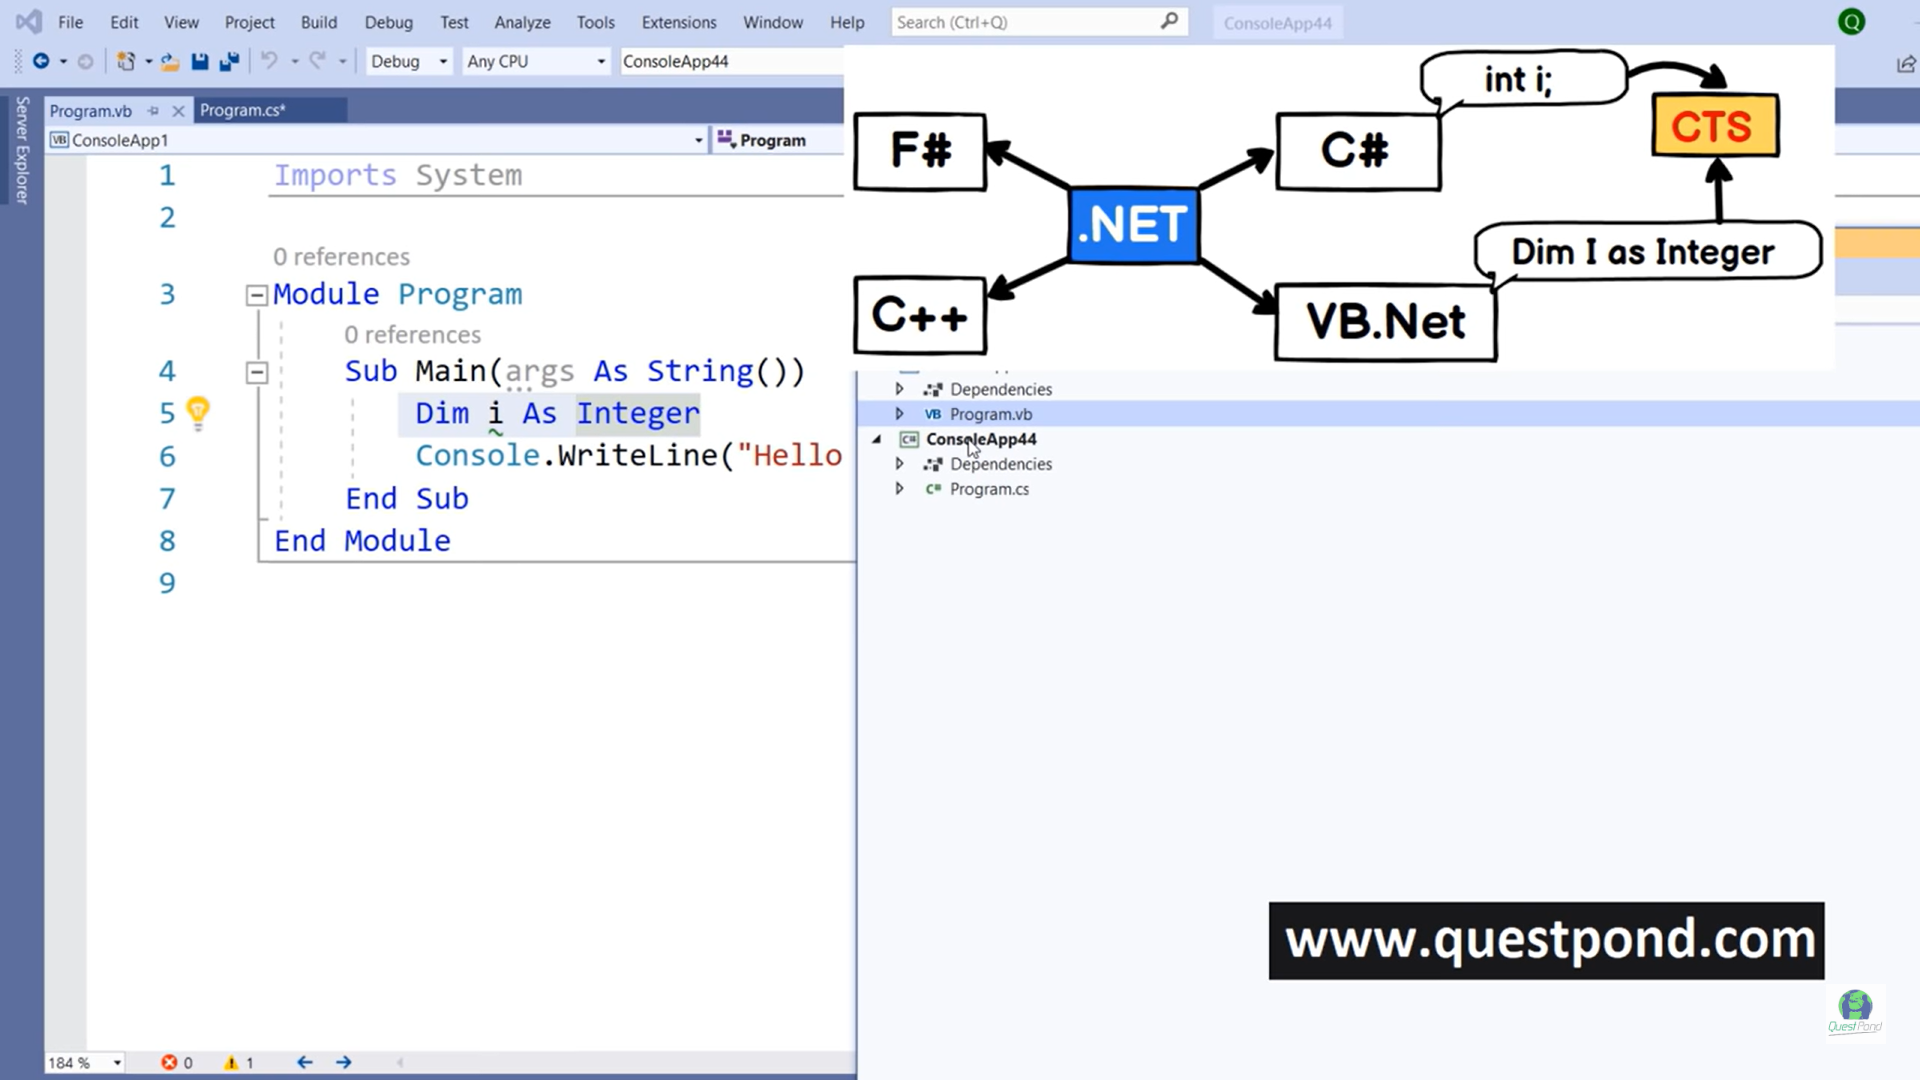 File Edit View Project Build Debug Test Analyze Tools Extensions Window Help Search (Ctrl+Q) ConsoleApp44 Q
Debug Any CPU ConsoleApp44
Server Explorer
Program.vb Program.cs*
VB ConsoleApp1 Program
1 Imports System
2
0 references
3 Module Program
0 references
4 Sub Main(args As String())
5 Dim i As Integer
6 Console.WriteLine("Hello
7 End Sub
8 End Module
9
int i;
CTS
F#
C#
.NET
Dim I as Integer
C++
VB.Net
Dependencies
VB Program.vb
C# ConsoleApp44
Dependencies
C# Program.cs
www.questpond.com
QuestPond
184 % 0 1